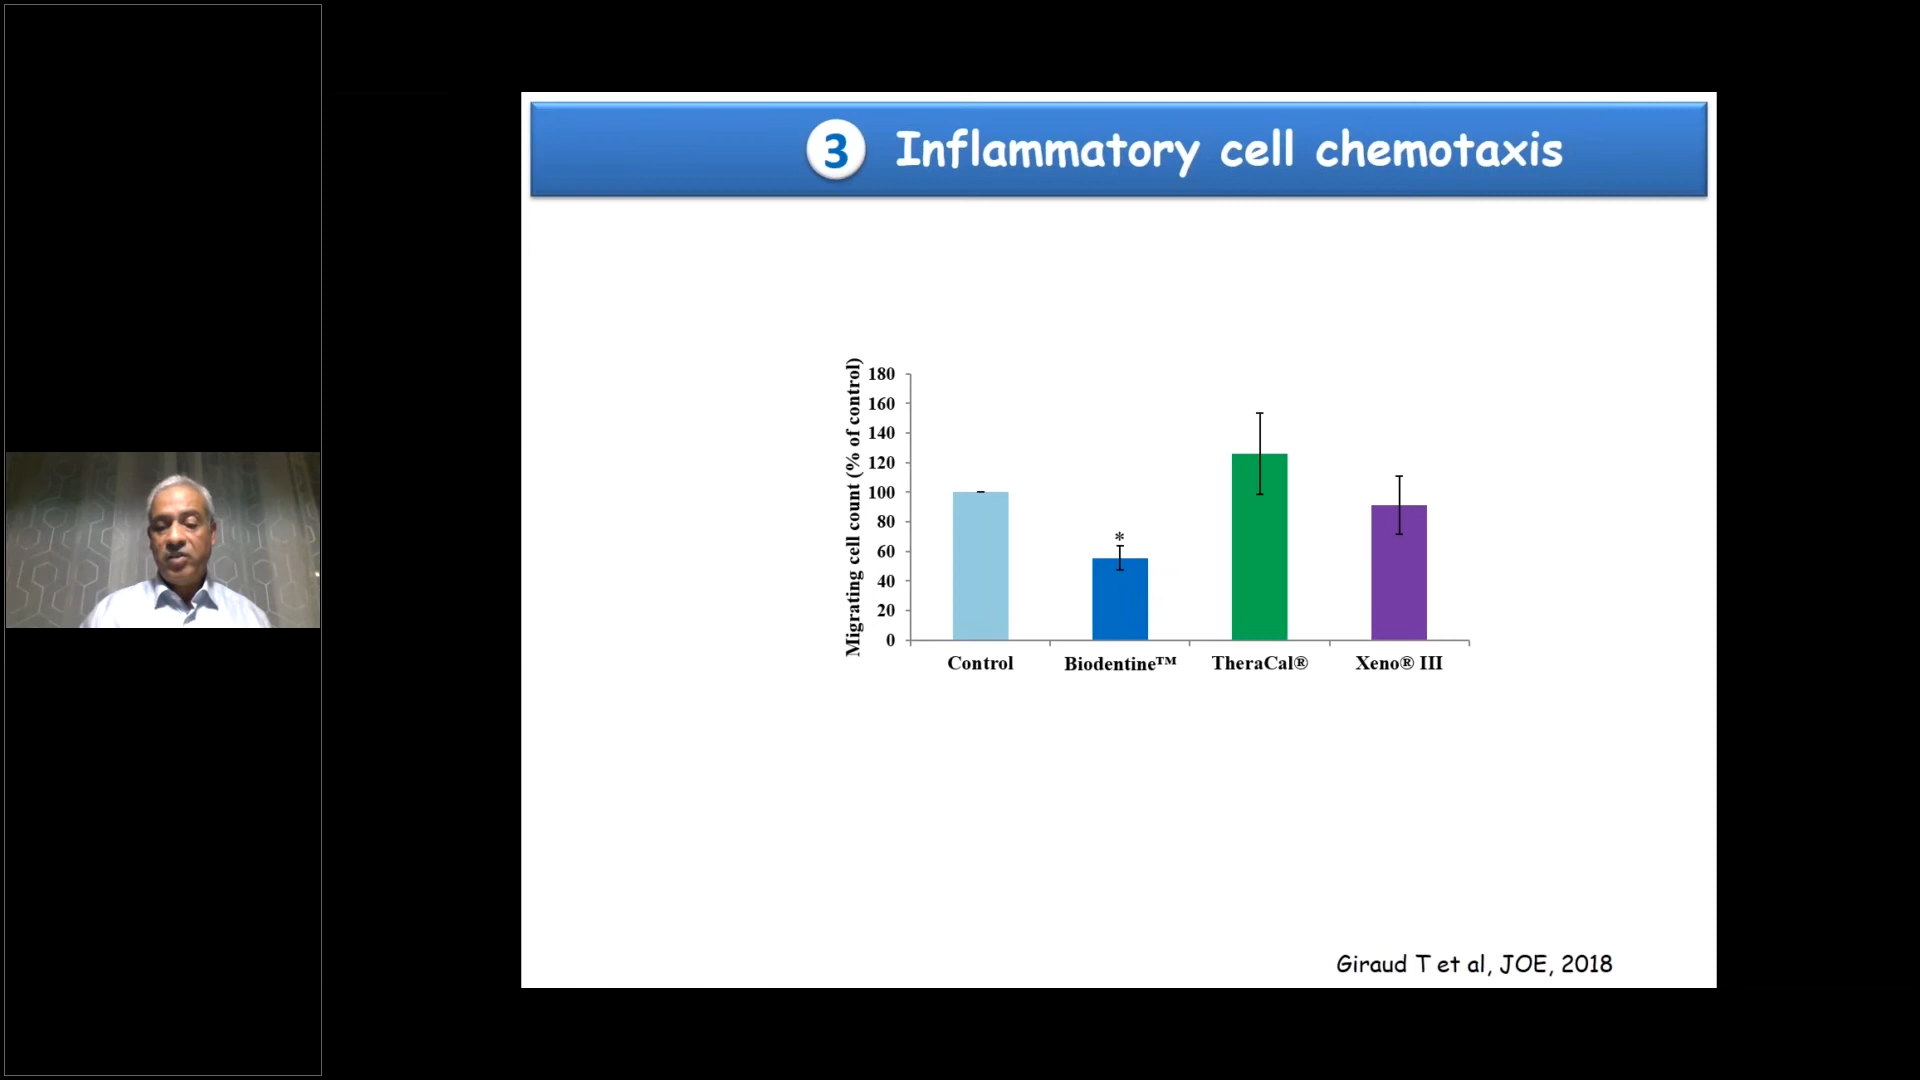 3 Inflammatory cell chemotaxis
Migrating cell count (% of control)
180
160
140
120
100
80
60
40
20
0
*
Control Biodentine™ TheraCal® Xeno® III
Giraud T et al, JOE, 2018